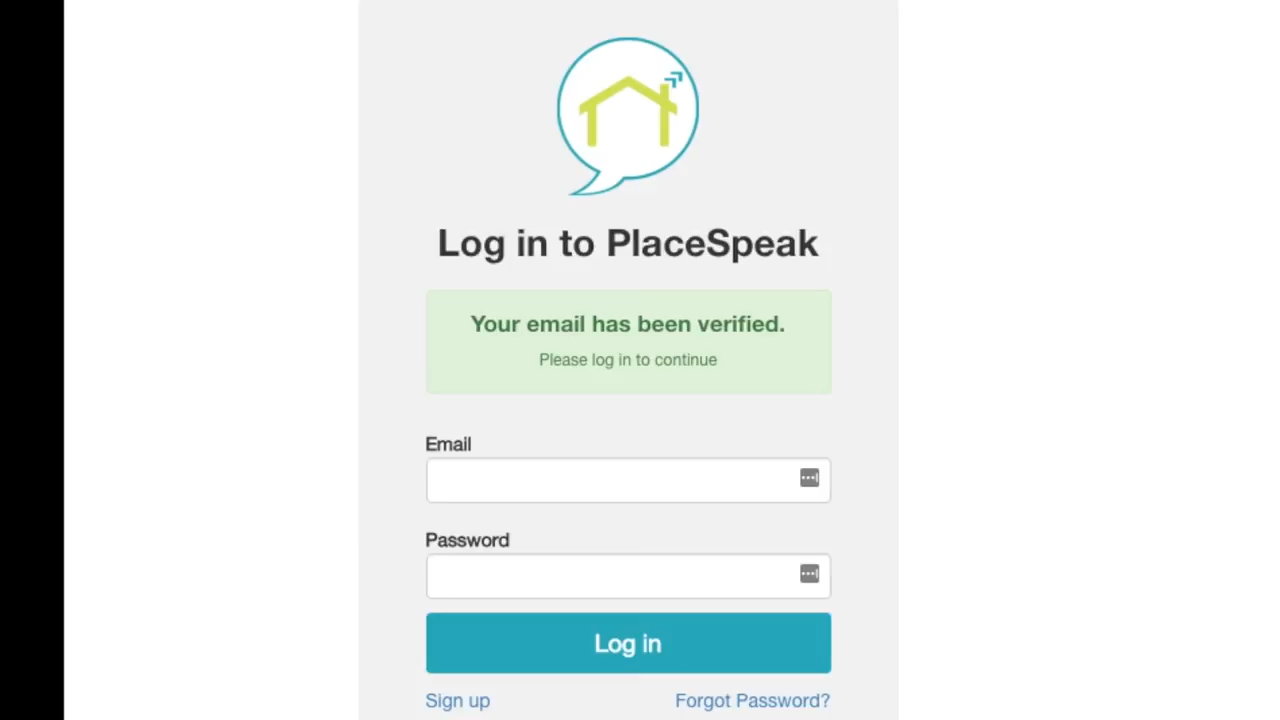 Log in to PlaceSpeak
Your email has been verified.
Please log in to continue
Email
Password
Log in
Sign up
Forgot Password?